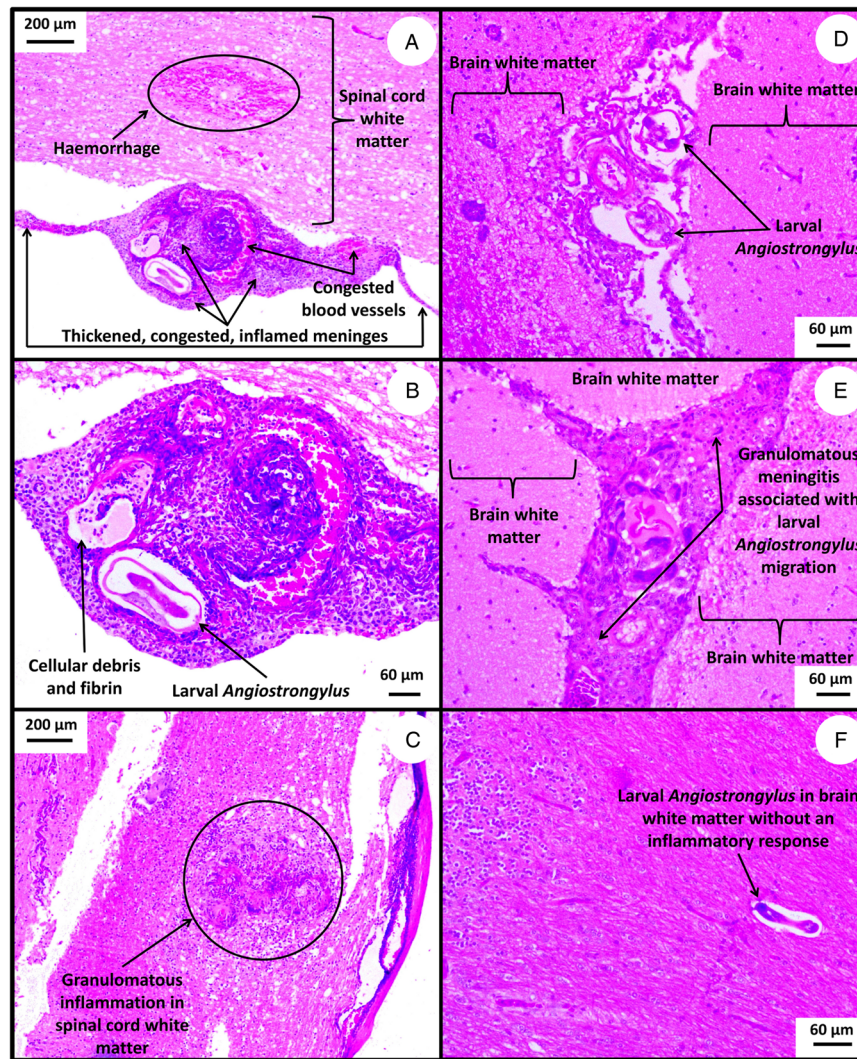 200 µm
A
Haemorrhage
Spinal cord
white
matter
Congested
blood vessels
Thickened, congested, inflamed meninges
B
Cellular debris
and fibrin
Larval Angiostrongylus
60 µm
200 µm
C
Granulomatous
inflammation in
spinal cord white
matter
D
Brain white matter
Brain white matter
Larval
Angiostrongylus
60 µm
E
Brain white matter
Brain white
matter
Granulomatous
meningitis
associated with
larval
Angiostrongylus
migration
Brain white matter
60 µm
F
Larval Angiostrongylus in brain
white matter without an
inflammatory response
60 µm